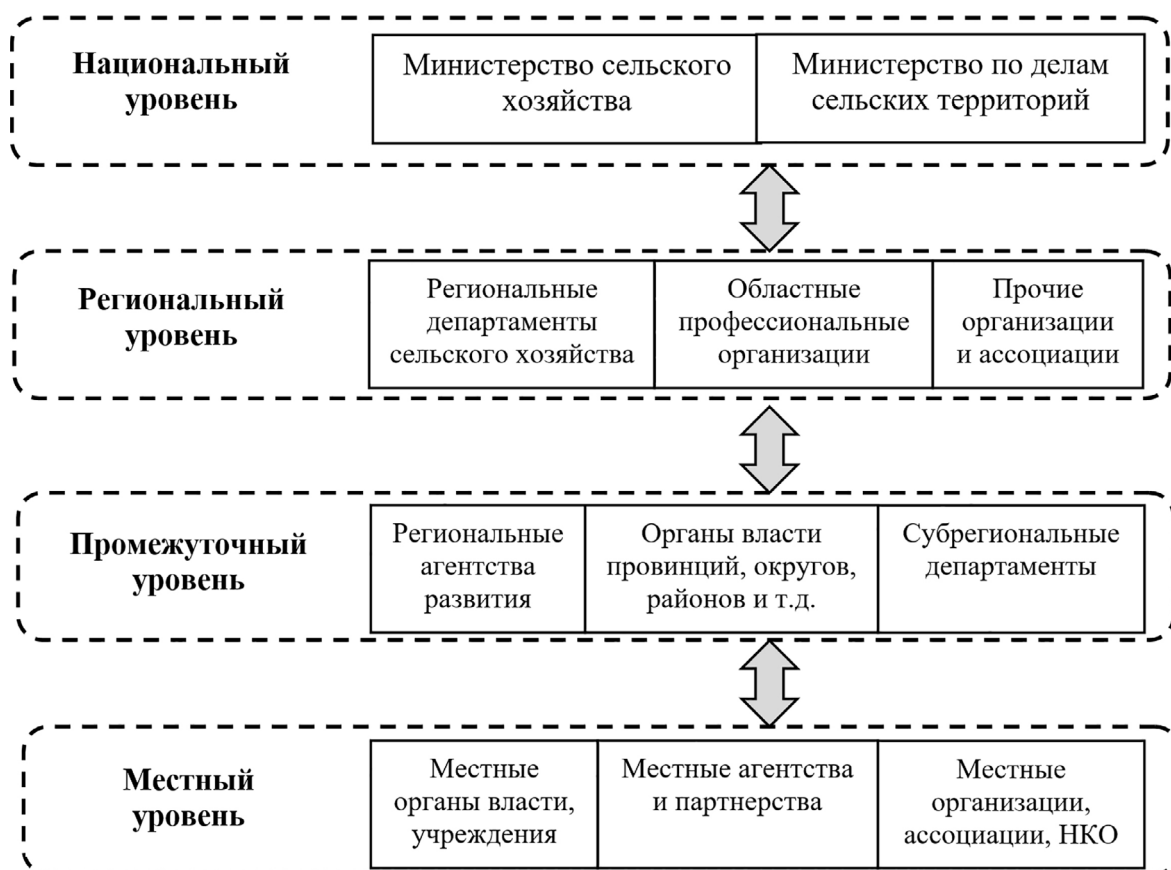 Национальный
уровень
Министерство сельского
хозяйства
Министерство по делам
сельских территорий
Региональный
уровень
Региональные
департаменты
сельского хозяйства
Областные
профессиональные
организации
Прочие
организации
и ассоциации
Промежуточный
уровень
Региональные
агентства
развития
Органы власти
провинций, округов,
районов и т.д.
Субрегиональные
департаменты
Местный
уровень
Местные
органы власти,
учреждения
Местные агентства
и партнерства
Местные
организации,
ассоциации, НКО